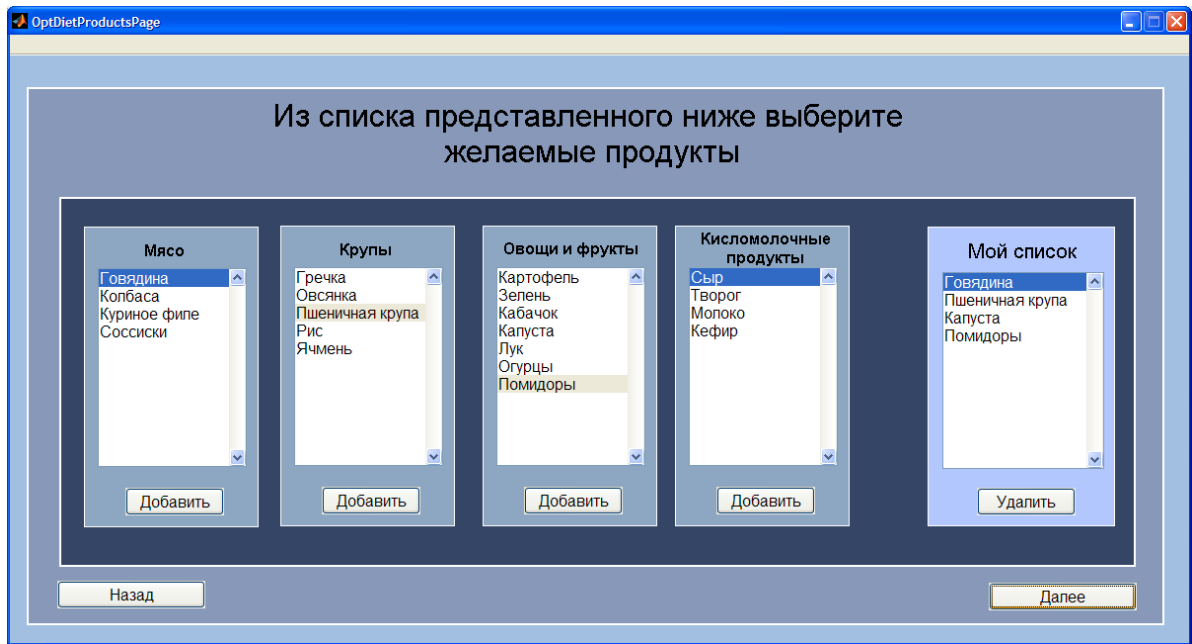 OptDietProductsPage
Из списка представленного ниже выберите
желаемые продукты
Мясо
Говядина
Колбаса
Куриное филе
Соссиски
Добавить
Крупы
Гречка
Овсянка
Пшеничная крупа
Рис
Ячмень
Добавить
Овощи и фрукты
Картофель
Зелень
Кабачок
Капуста
Лук
Огурцы
Помидоры
Добавить
Кисломолочные
продукты
Сыр
Творог
Молоко
Кефир
Добавить
Мой список
Говядина
Пшеничная крупа
Капуста
Помидоры
Удалить
Назад
Далее